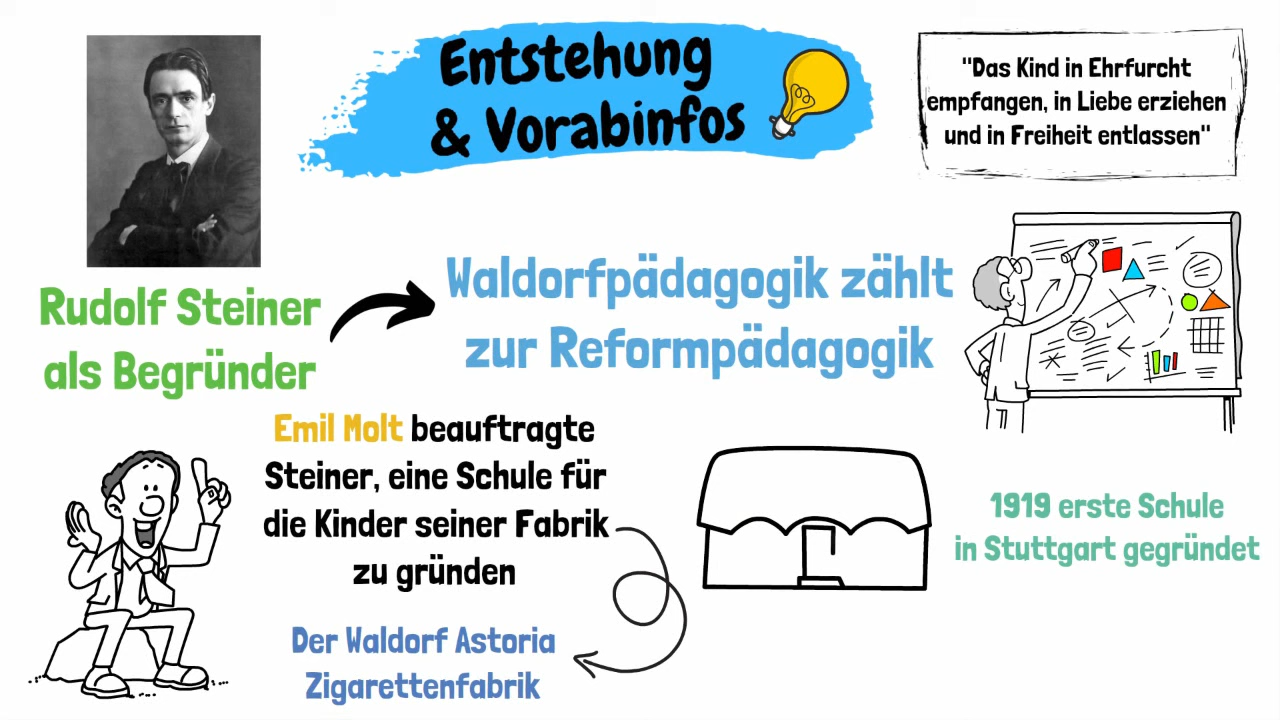 Entstehung
& Vorabinfos
"Das Kind in Ehrfurcht
empfangen, in Liebe erziehen
und in Freiheit entlassen"
Rudolf Steiner
als Begründer
Waldorfpädagogik zählt
zur Reformpädagogik
Emil Molt beauftragte
Steiner, eine Schule für
die Kinder seiner Fabrik
zu gründen
Der Waldorf Astoria
Zigarettenfabrik
1919 erste Schule
in Stuttgart gegründet